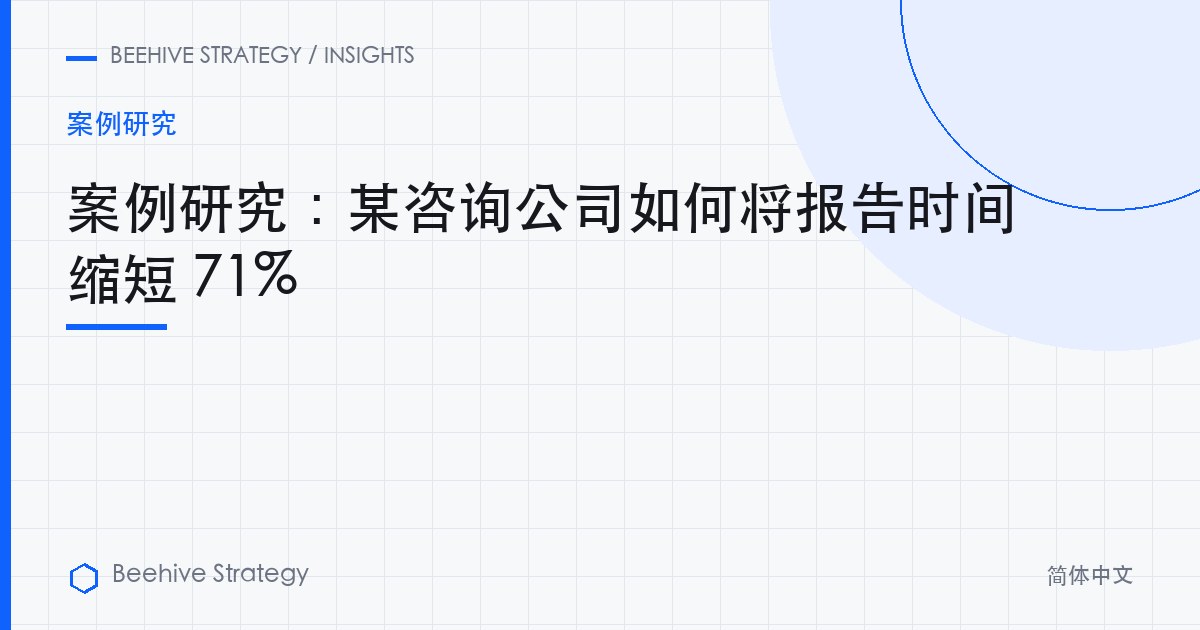 BEEHIVE STRATEGY / INSIGHTS
案例研究
案例研究：某咨询公司如何将报告时间
缩短 71%
Beehive Strategy
简体中文